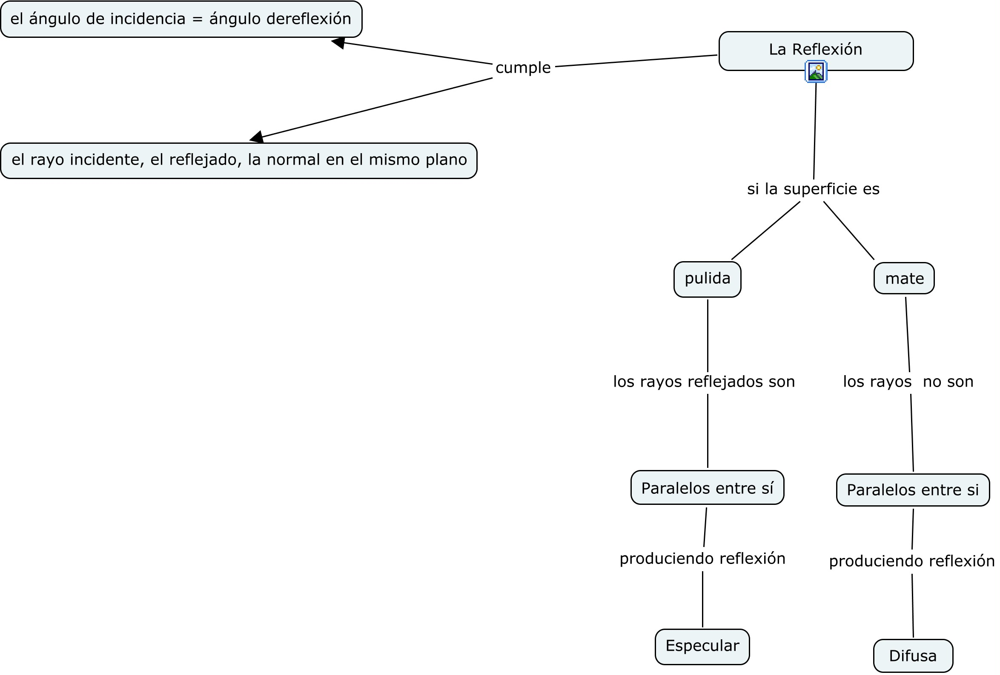 el ángulo de incidencia = ángulo dereflexión
La Reflexión
cumple
el rayo incidente, el reflejado, la normal en el mismo plano
si la superficie es
pulida
mate
los rayos reflejados son
los rayos  no son
Paralelos entre sí
Paralelos entre si
produciendo reflexión
produciendo reflexión
Especular
Difusa